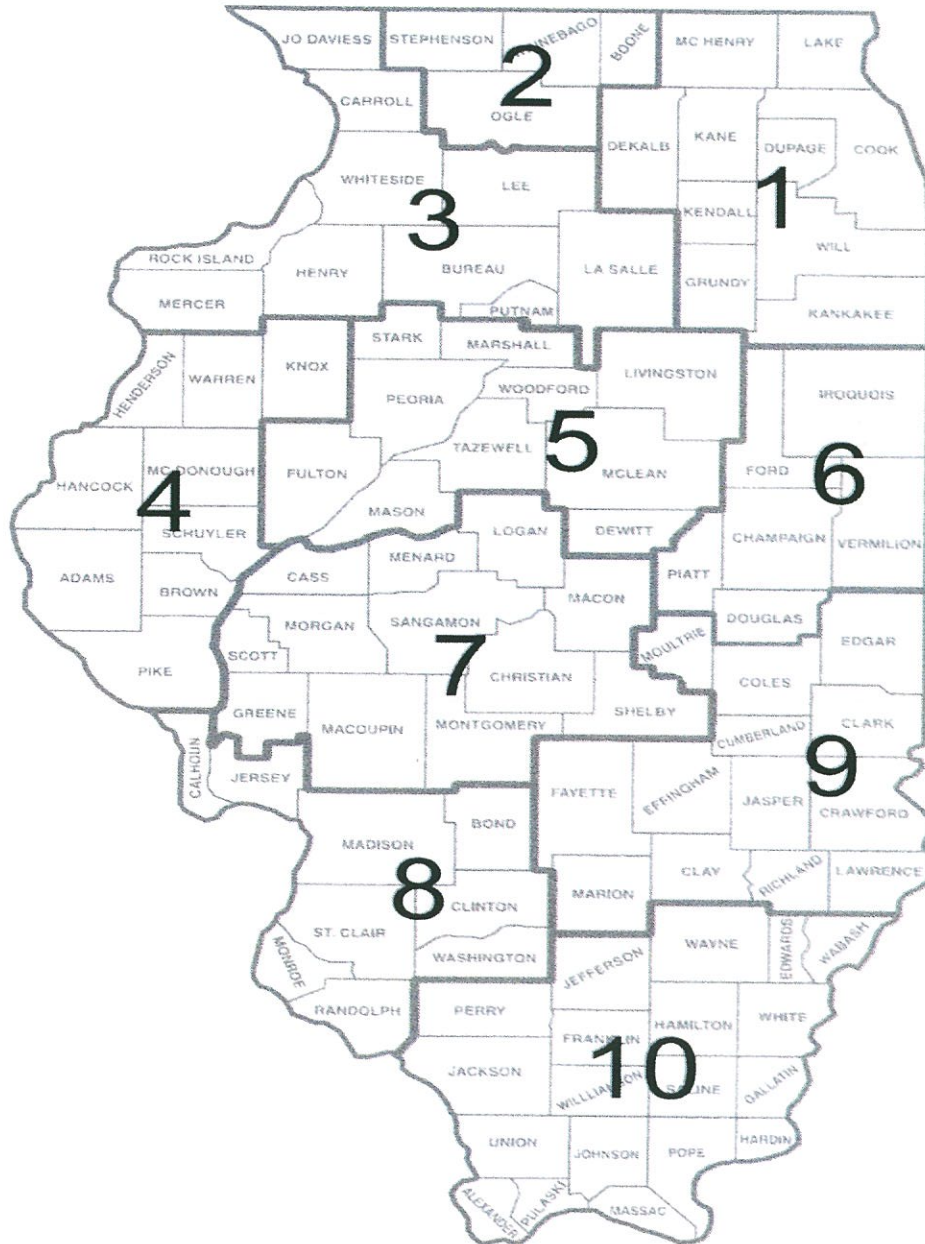 JO DAVIESS STEPHENSON WINNEBAGO BOONE MC HENRY LAKE
2
CARROLL OGLE
DEKALB KANE DUPAGE COOK
WHITESIDE LEE
1
3 KENDALL
WILL
ROCK ISLAND HENRY BUREAU LA SALLE GRUNDY
MERCER PUTNAM KANKAKEE
STARK MARSHALL
HENDERSON WARREN KNOX LIVINGSTON
PEORIA WOODFORD IROQUOIS
5
TAZEWELL MCLEAN FORD 6
HANCOCK MC DONOUGH FULTON
4
SCHUYLER MASON LOGAN DEWITT CHAMPAIGN VERMILION
MENARD
ADAMS BROWN CASS PIATT
MACON
MORGAN SANGAMON DOUGLAS
PIKE SCOTT 7 MOULTRIE EDGAR
CHRISTIAN COLES
GREENE MACOUPIN MONTGOMERY SHELBY CUMBERLAND CLARK
9
CALHOUN JERSEY
FAYETTE EFFINGHAM JASPER CRAWFORD
MADISON BOND
CLAY RICHLAND LAWRENCE
8 MARION
CLINTON
ST. CLAIR WAYNE EDWARDS WABASH
MONROE WASHINGTON JEFFERSON
RANDOLPH PERRY HAMILTON WHITE
FRANKLIN
10
JACKSON WILLLIAMSON SALINE GALLATIN
UNION JOHNSON POPE HARDIN
ALEXANDER PULASKI MASSAC